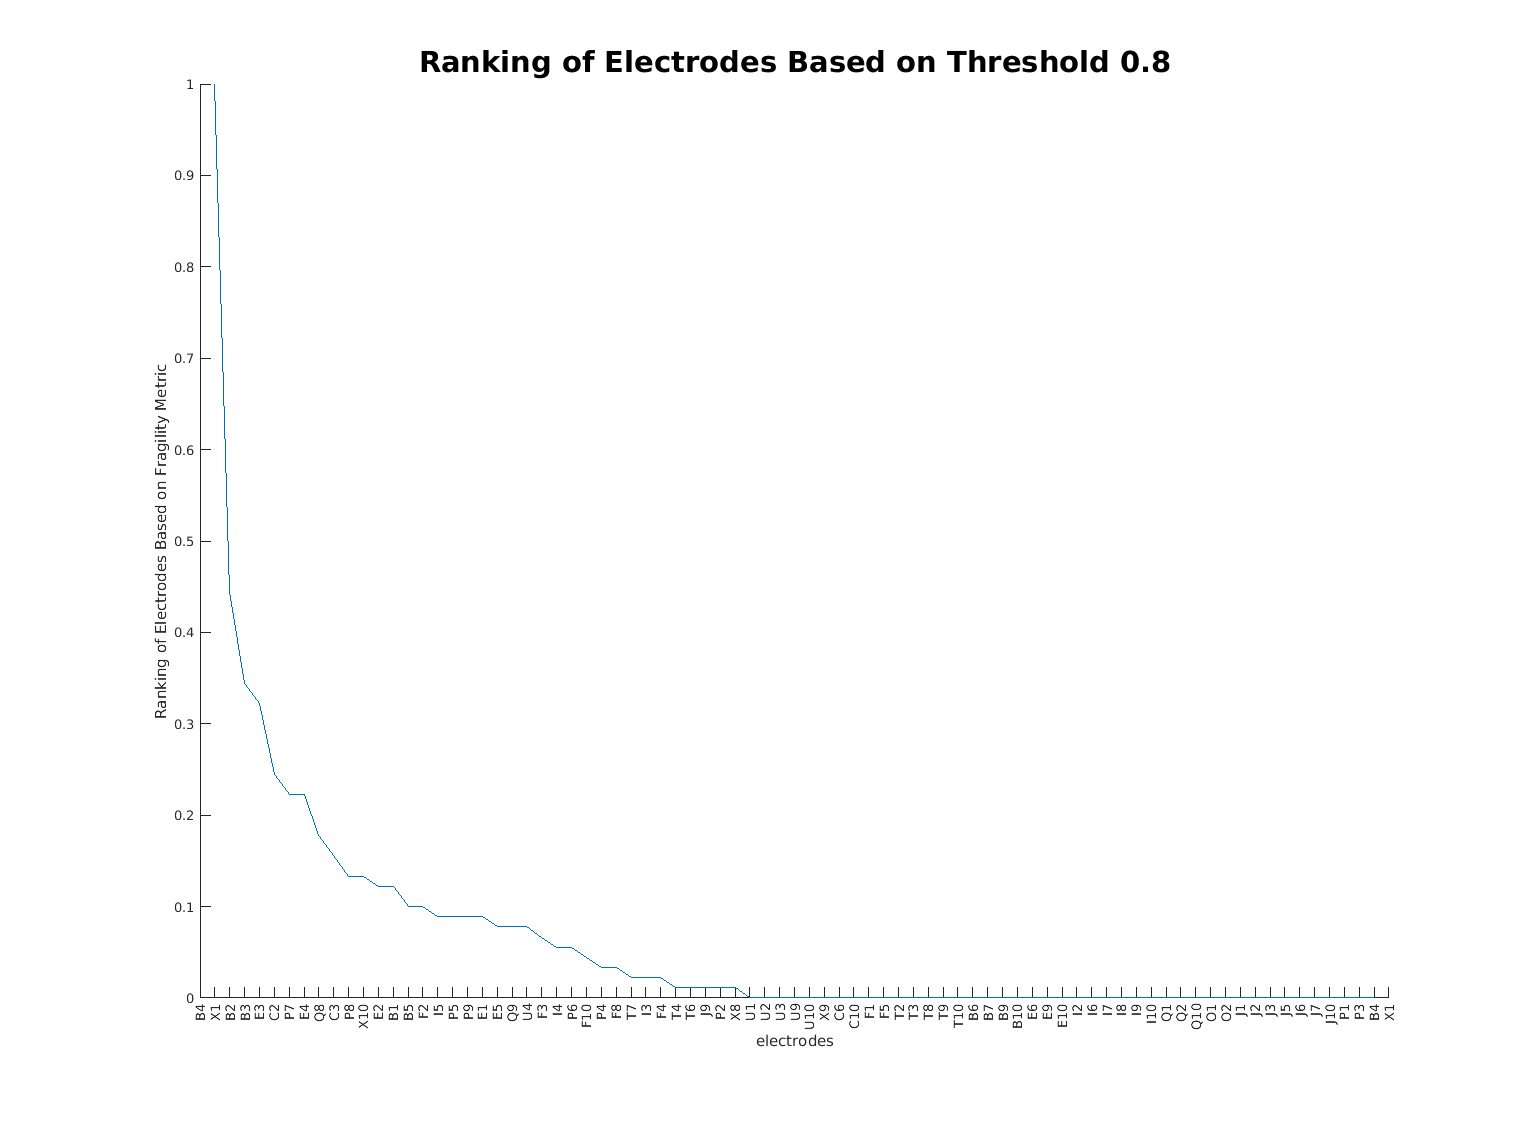 Ranking of Electrodes Based on Threshold 0.8
Ranking of Electrodes Based on Fragility Metric
1
0.9
0.8
0.7
0.6
0.5
0.4
0.3
0.2
0.1
0
B4 X1 B2 B3 E3 C2 P7 E4 Q8 C3 P8 X10 E2 B1 B5 F2 I5 P5 P9 E1 E5 Q9 U4 F3 I4 P6 F10 P4 F8 T7 I3 F4 T4 T6 J9 P2 X8 U1 U2 U3 U9 U10 X9 C6 C10 F1 F5 T2 T3 T8 T9 T10 B6 B7 B9 B10 E6 E9 E10 I2 I6 I7 I8 I9 I10 Q1 Q2 Q10 O1 O2 J1 J2 J3 J5 J6 J7 J10 P1 P3 B4 X1
electrodes